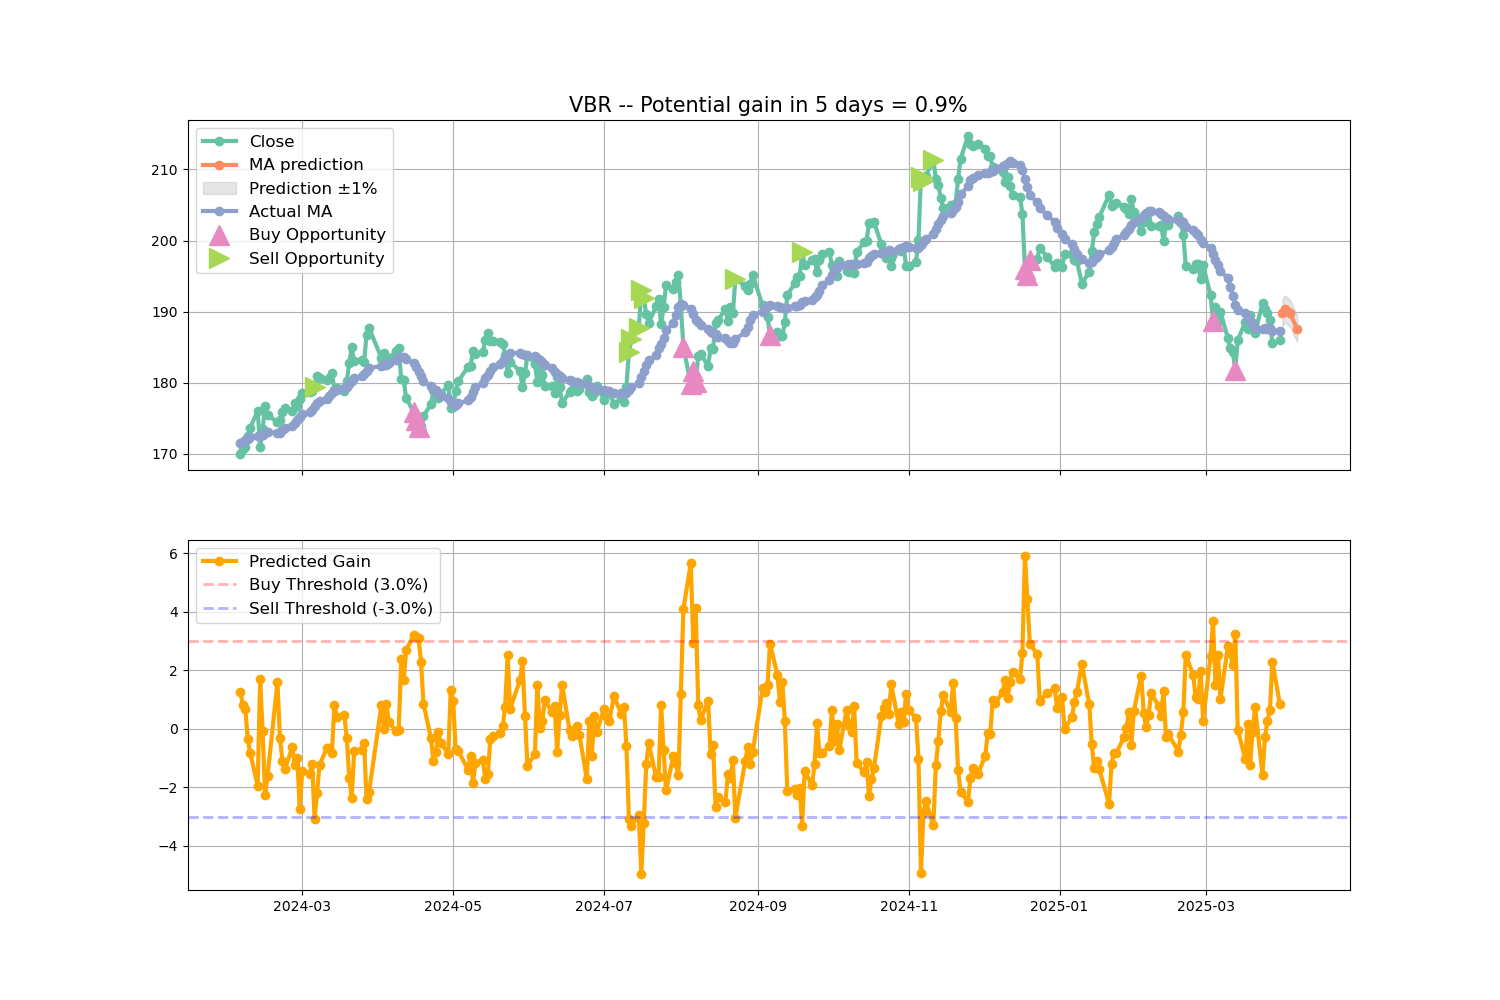 VBR -- Potential gain in 5 days = 0.9%
Close
MA prediction
Prediction ±1%
Actual MA
Buy Opportunity
Sell Opportunity
210
200
190
180
170
Predicted Gain
Buy Threshold (3.0%)
Sell Threshold (-3.0%)
6
4
2
0
−2
−4
2024-03
2024-05
2024-07
2024-09
2024-11
2025-01
2025-03